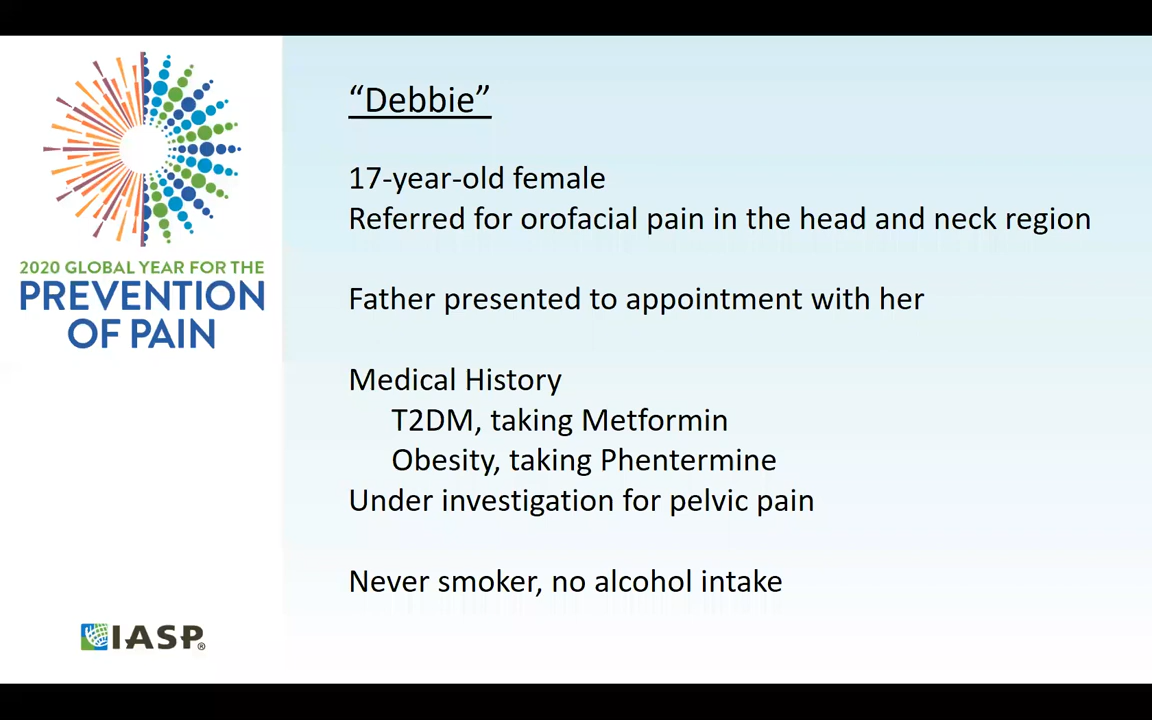 2020 GLOBAL YEAR FOR THE
PREVENTION
OF PAIN
IASP®
“Debbie”
17-year-old female
Referred for orofacial pain in the head and neck region
Father presented to appointment with her
Medical History
T2DM, taking Metformin
Obesity, taking Phentermine
Under investigation for pelvic pain
Never smoker, no alcohol intake